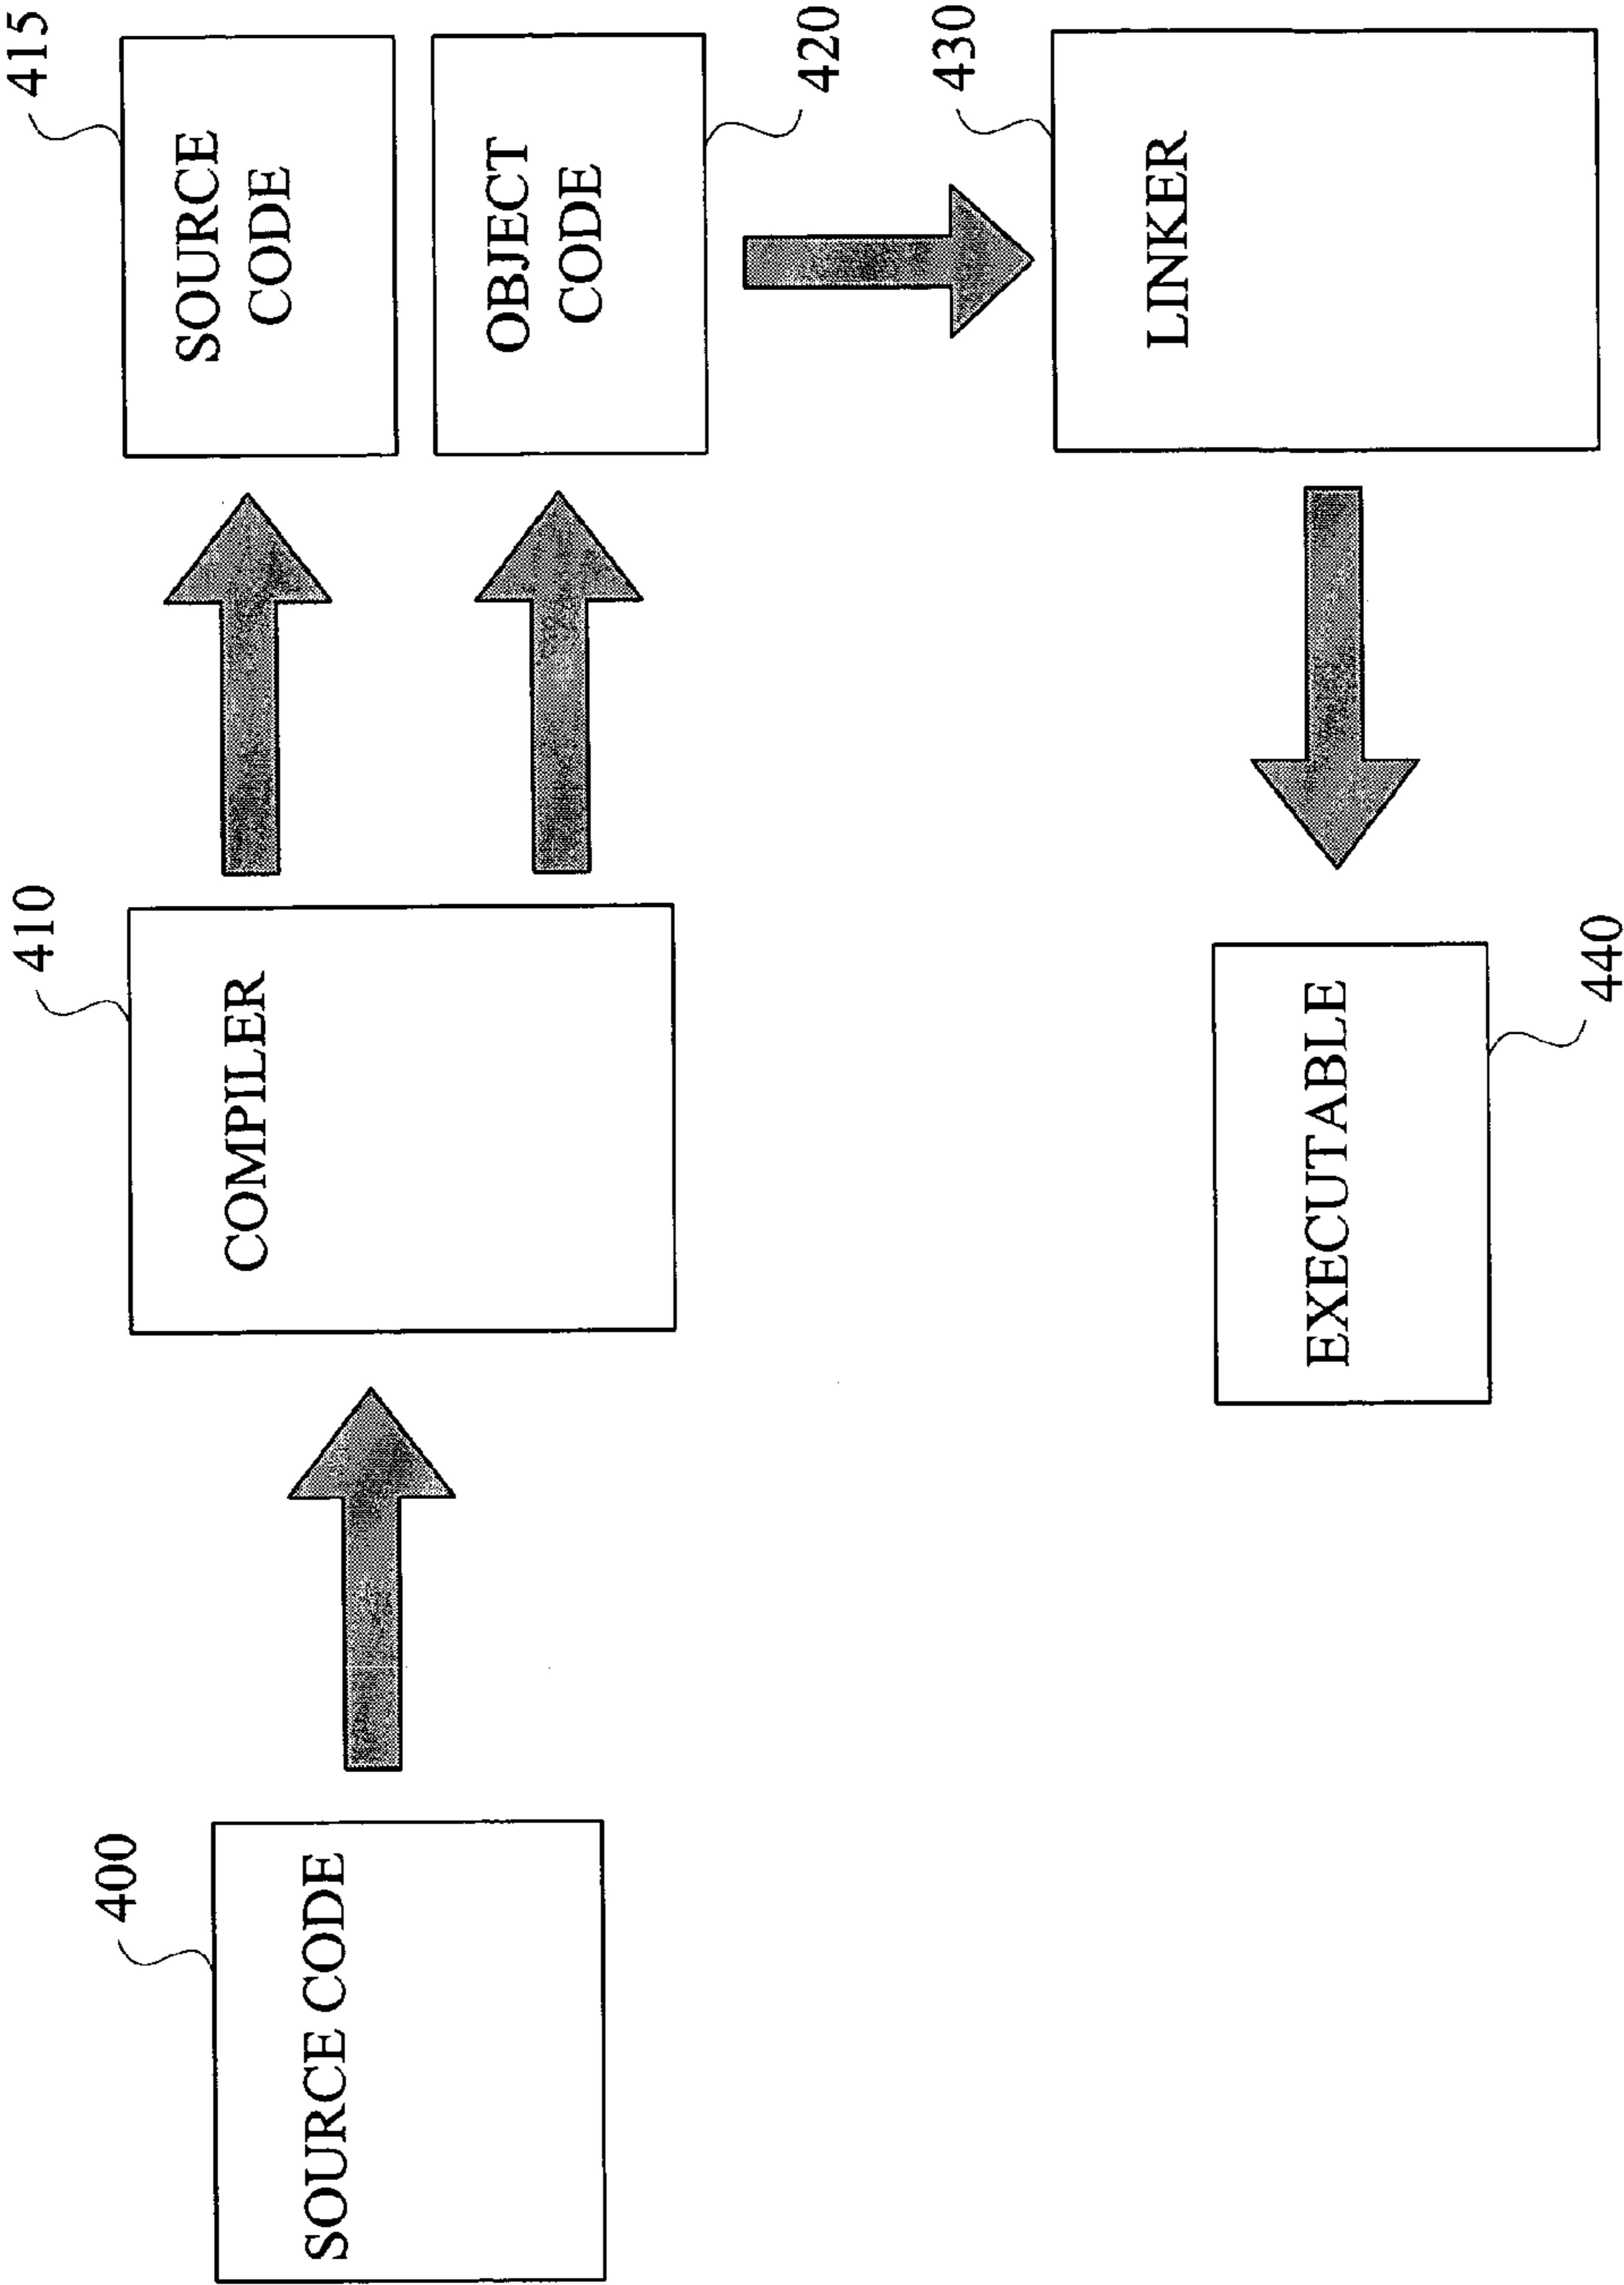 400
SOURCE CODE
410
COMPILER
415
SOURCE
CODE
OBJECT
CODE
420
430
LINKER
EXECUTABLE
440